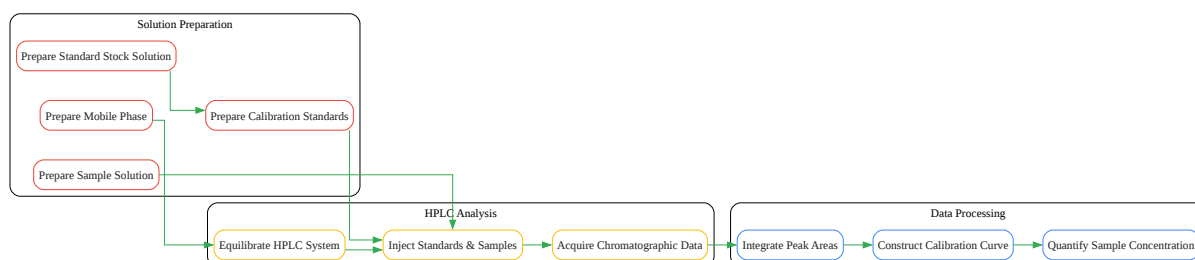 Solution Preparation
Prepare Standard Stock Solution
Prepare Mobile Phase
Prepare Calibration Standards
Prepare Sample Solution
HPLC Analysis
Equilibrate HPLC System
Inject Standards & Samples
Acquire Chromatographic Data
Data Processing
Integrate Peak Areas
Construct Calibration Curve
Quantify Sample Concentration